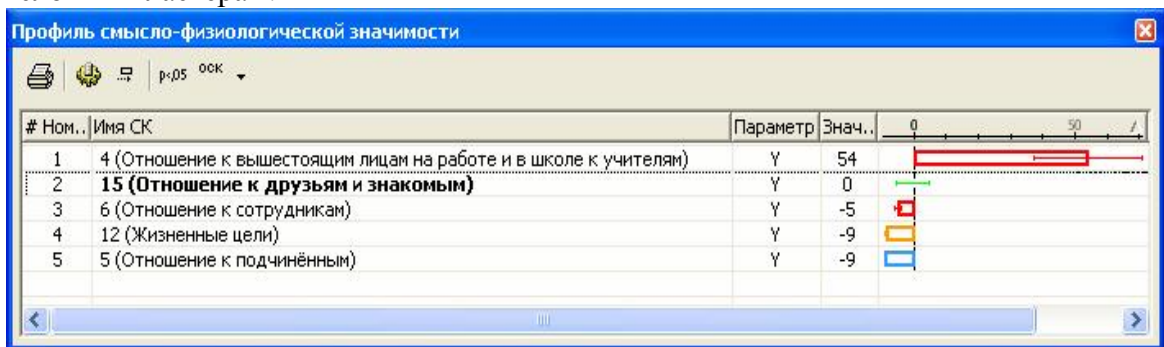 Профиль смысло-физиологической значимости
p<,05 ОСК
# Ном.. Имя СК Параметр Знач.. 0 50
1 4 (Отношение к вышестоящим лицам на работе и в школе к учителям) Y 54
2 15 (Отношение к друзьям и знакомым) Y 0
3 6 (Отношение к сотрудникам) Y -5
4 12 (Жизненные цели) Y -9
5 5 (Отношение к подчинённым) Y -9